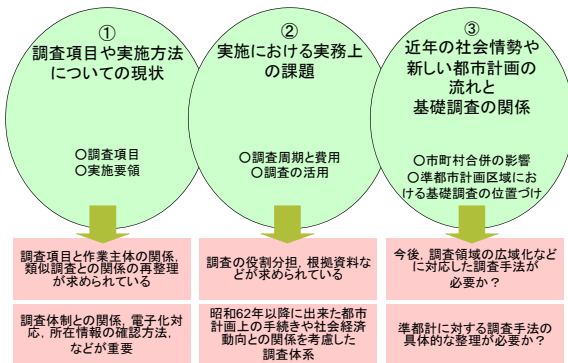 ①
調査項目や実施方法
についての現状
○調査項目
○実施要領
②
実施における実務上
の課題
○調査周期と費用
○調査の活用
③
近年の社会情勢や
新しい都市計画の
流れと
基礎調査の関係
○市町村合併の影響
○準都市計画区域にお
ける基礎調査の位置づけ
調査項目と作業主体の関係,
類似調査との関係の再整理
が求められている
調査の役割分担，根拠資料な
どが求められている
今後，調査領域の広域化など
に対応した調査手法が
必要か？
調査体制との関係，電子化対
応，所在情報の確認方法，
などが重要
昭和62年以降に出来た都市
計画上の手続きや社会経済
動向との関係を考慮した
調査体系
準都計に対する調査手法の
具体的な整理が必要か？